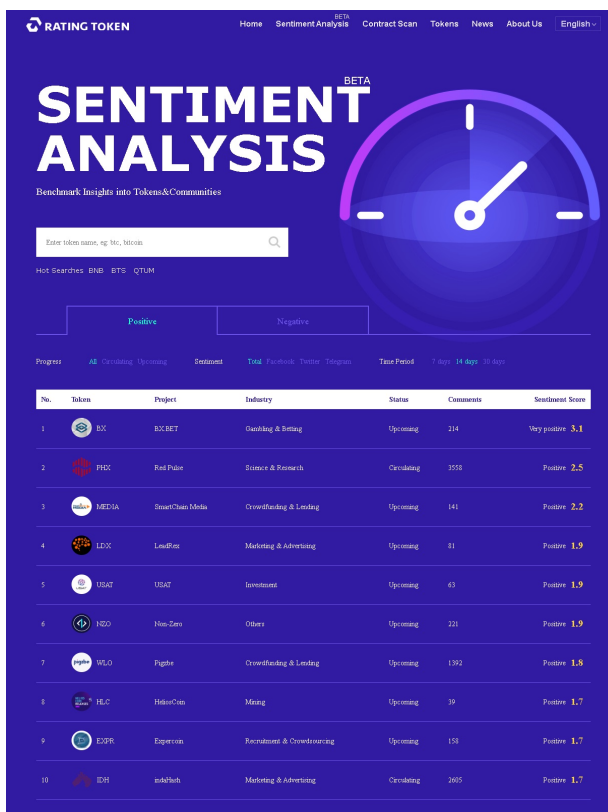 RATING TOKEN
Home Sentiment Analysis BETA Contract Scan Tokens News About Us English
SENTIMENT BETA
ANALYSIS
Benchmark Insights into Tokens&Communities
Enter token name, eg: btc, bitcoin
Hot Searches BNB BTS QTUM
Positive Negative
Progress All Circulating Upcoming Sentiment Total Facebook Twitter Telegram Time Period 7 days 14 days 30 days
No. Token Project Industry Status Comments Sentiment Score
1 BX BX.BET Gambling & Betting Upcoming 214 Very positive 3.1
2 PHX Red Pulse Science & Research Circulating 3558 Positive 2.5
3 MEDIA SmartChain Media Crowdfunding & Lending Upcoming 141 Positive 2.2
4 LDX LeadRex Marketing & Advertising Upcoming 81 Positive 1.9
5 USAT USAT Investment Upcoming 63 Positive 1.9
6 NZO Non-Zero Others Upcoming 221 Positive 1.9
7 pigzbe WLO Pigzbe Crowdfunding & Lending Upcoming 1392 Positive 1.8
8 HLC HeliosCoin Mining Upcoming 39 Positive 1.7
9 EXPR Expercoin Recruitment & Crowdsourcing Upcoming 158 Positive 1.7
10 IDH indaHash Marketing & Advertising Circulating 2605 Positive 1.7